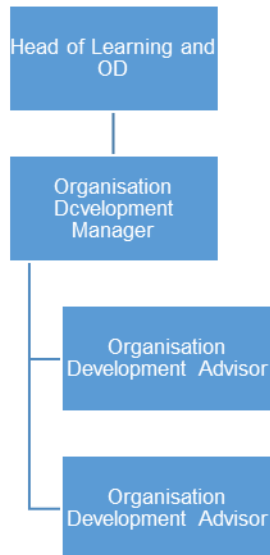 Head of Learning and
OD
Organisation
Dcvelopment
Manager
Organisation
Development Advisor
Organisation
Development Advisor